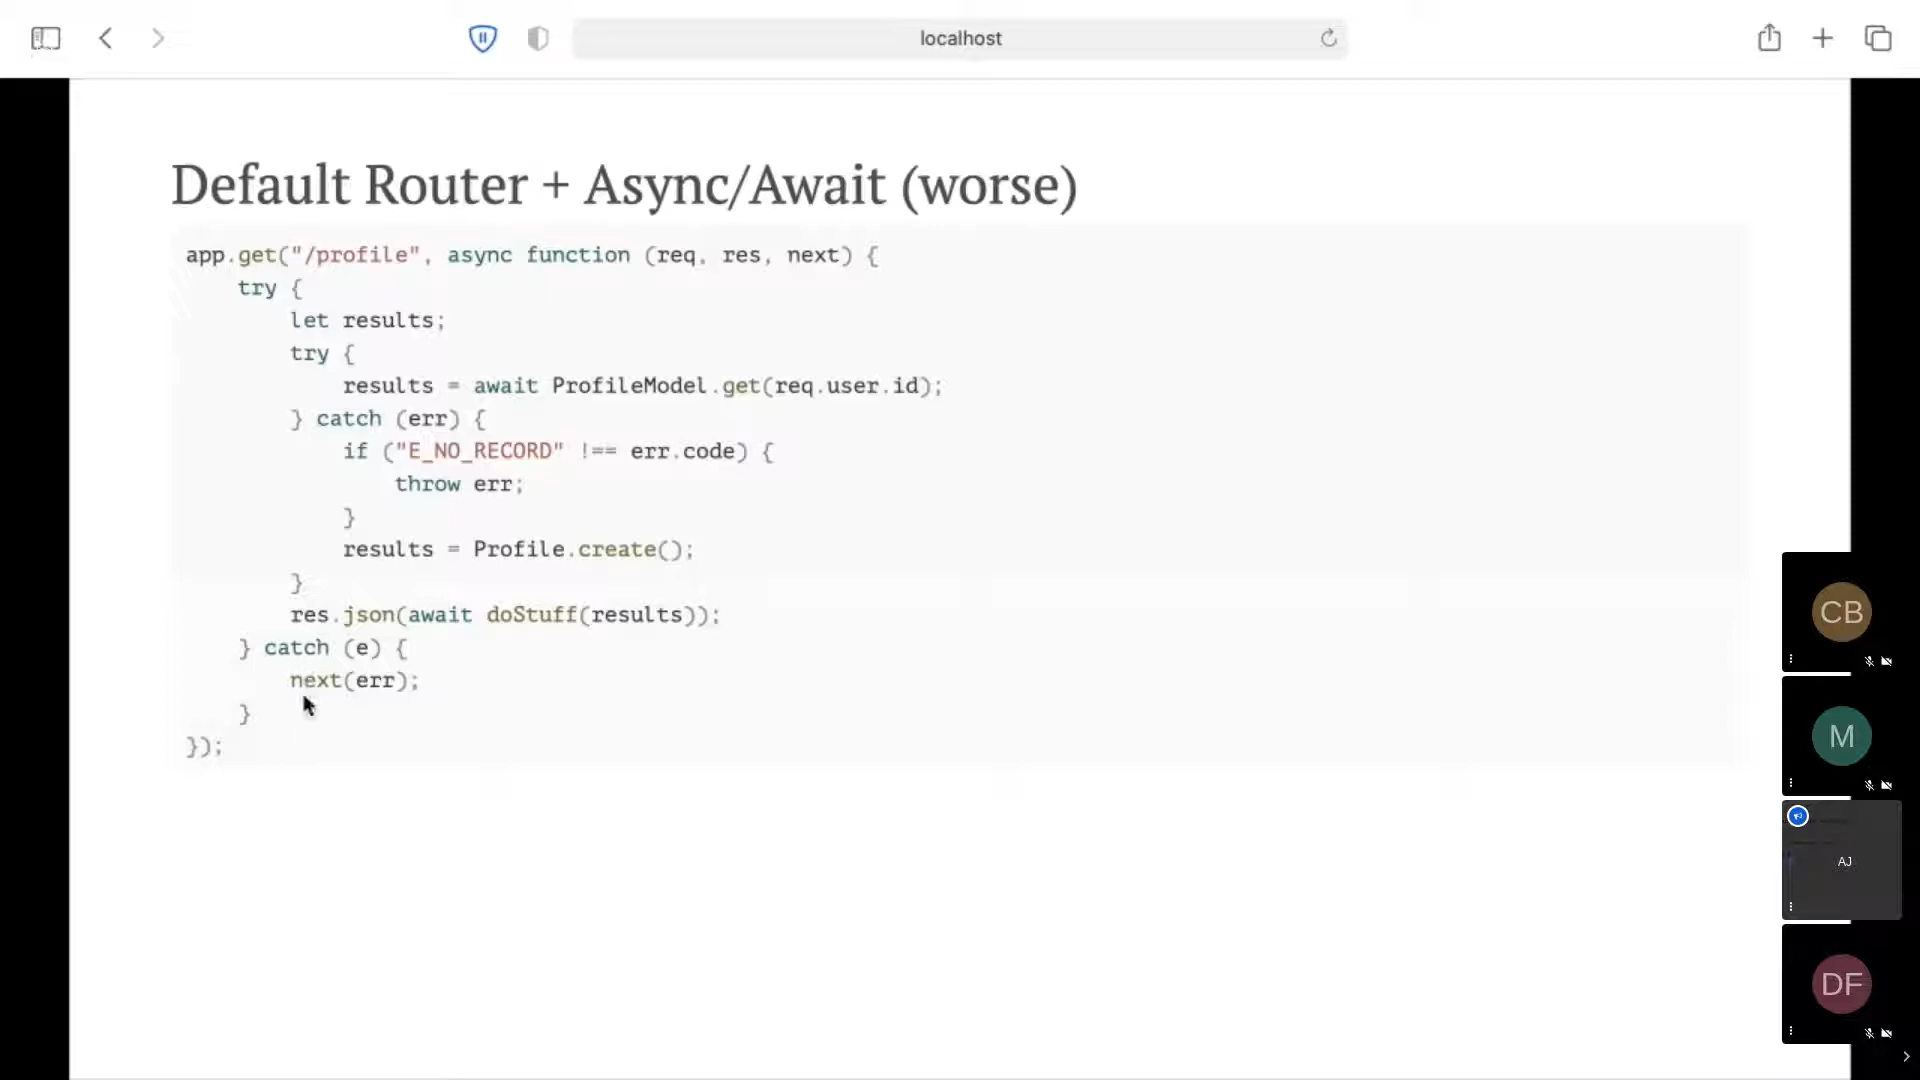 localhost
Default Router + Async/Await (worse)
app.get("/profile", async function (req, res, next) {
    try {
        let results;
        try {
            results = await ProfileModel.get(req.user.id);
        } catch (err) {
            if ("E_NO_RECORD" !== err.code) {
                throw err;
            }
            results = Profile.create();
        }
        res.json(await doStuff(results));
    } catch (e) {
        next(err);
    }
});
CB
M
AJ
DF